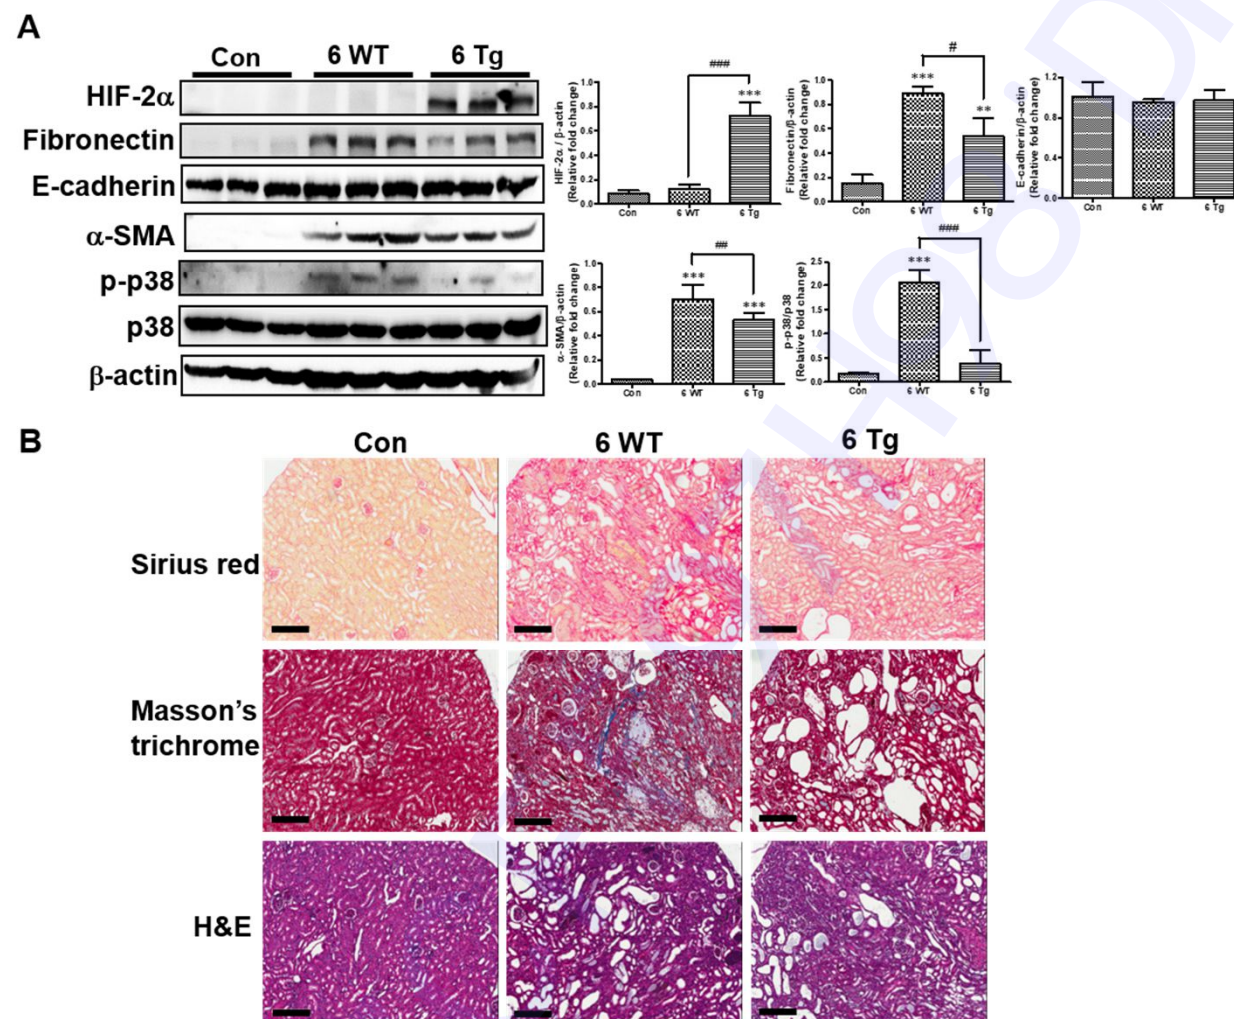 A
Con
6 WT
6 Tg
HIF-2α
Fibronectin
E-cadherin
α-SMA
p-p38
p38
β-actin
HIF-2α / β-actin
(Relative fold change)
1.0
0.8
0.6
0.4
0.2
0.0
###
***
Con
6 WT
6 Tg
Fibronectin/β-actin
(Relative fold change)
1.0
0.8
0.6
0.4
0.2
0.0
#
***
**
Con
6 WT
6 Tg
E-cadherin/β-actin
(Relative fold change)
1.2
0.8
0.4
0.0
Con
6 WT
6 Tg
α-SMA/β-actin
(Relative fold change)
1.0
0.8
0.6
0.4
0.2
0.0
##
***
***
Con
6 WT
6 Tg
p-p38/p38
(Relative fold change)
2.5
2.0
1.5
1.0
0.5
0.0
###
***
Con
6 WT
6 Tg
B
Con
6 WT
6 Tg
Sirius red
Masson's
trichrome
H&E